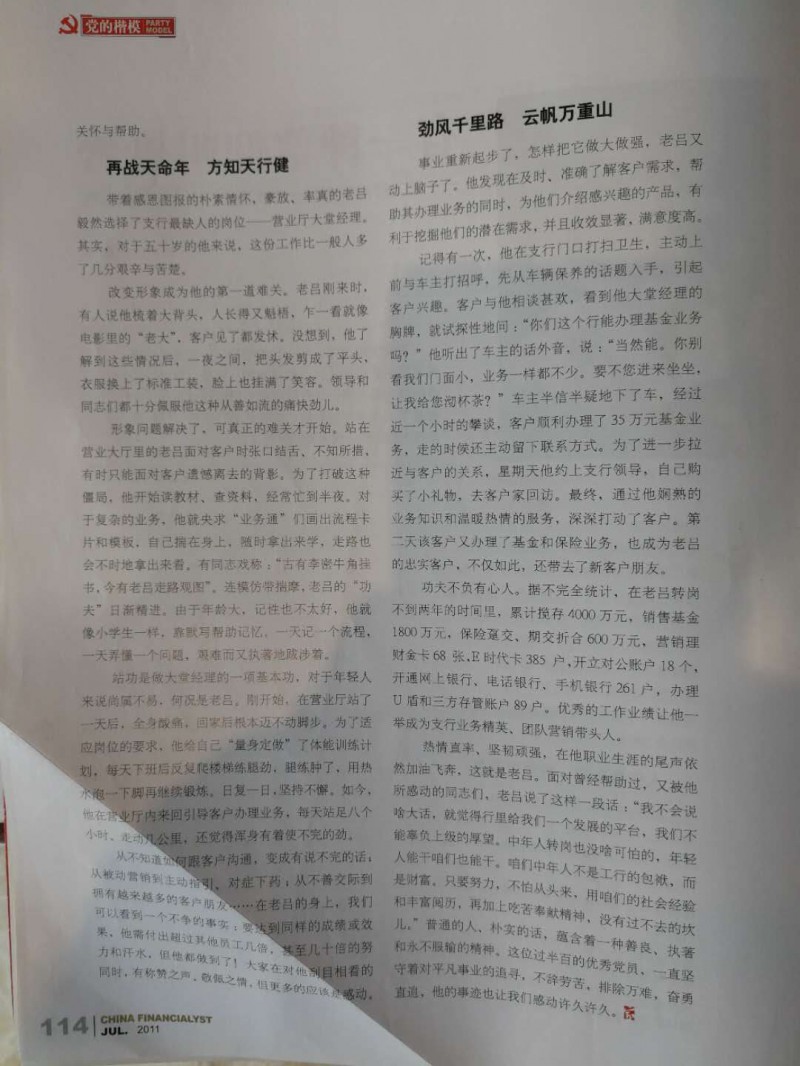 党的楷模
PARTY
MODEL
关怀与帮助。
再战天命年 方知天行健
带着感恩图报的朴素情怀,豪放、率真的老吕
毅然选择了支行最缺人的岗位——营业厅大堂经理。
其实,对于五十岁的他来说,这份工作比一般人多
了几分艰辛与苦楚。
改变形象成为他的第一道难关。老吕刚来时,
有人说他梳着大背头,人长得又魁梧,乍一看就像
电影里的“老大”,客户见了都发怵。没想到,他了
解到这些情况后,一夜之间,把头发剪成了平头,
衣服换上了标准工装,脸上也挂满了笑容。领导和
同志们都十分佩服他这种从善如流的痛快劲儿。
形象问题解决了,可真正的难关才开始。站在
营业大厅里的老吕面对客户时张口结舌、不知所措,
有时只能面对客户遗憾离去的背影。为了打破这种
僵局,他开始读教材、查资料,经常忙到半夜。对
于复杂的业务,他就央求“业务通”们画出流程卡
片和模板,自己揣在身上,随时拿出来学,走路也
会不时地拿出来看。有同志戏称:“古有李密牛角挂
书,今有老吕走路观图”。连模仿带揣摩,老吕的“功
夫”日渐精进。由于年龄大,记性也不太好,他就
像小学生一样,靠默写帮助记忆,一天记一个流程,
一天弄懂一个问题,艰难而又执著地跋涉着。
站功是做大堂经理的一项基本功,对于年轻人
来说尚属不易,何况是老吕。刚开始,在营业厅站了
一天后,全身酸痛,回家后根本迈不动脚步。为了适
应岗位的要求,他给自己“量身定做”了体能训练计
划,每天下班后反复爬楼梯练腿劲,腿练肿了,用热
水泡一下脚再继续锻炼。日复一日,坚持不懈。如今,
他在营业厅内来回引导客户办理业务,每天站足八个
小时、走动几公里,还觉得浑身有着使不完的劲。
从不知道如何跟客户沟通,变成有说不完的话;
从被动营销到主动指引、对症下药;从不善交际到
拥有越来越多的客户朋友……在老吕的身上,我们
可以看到一个不争的事实:要达到同样的成绩或效
果,他需付出超过其他员工几倍,甚至几十倍的努
力和汗水,但他都做到了!大家在对他刮目相看的
同时,有称赞之声、敬佩之情,但更多的应该是感动。
劲风千里路 云帆万重山
事业重新起步了,怎样把它做大做强,老吕又
动上脑子了。他发现在及时、准确了解客户需求,帮
助其办理业务的同时,为他们介绍感兴趣的产品,有
利于挖掘他们的潜在需求,并且收效显著,满意度高。
记得有一次,他在支行门口打扫卫生,主动上
前与车主打招呼,先从车辆保养的话题入手,引起
客户兴趣。客户与他相谈甚欢,看到他大堂经理的
胸牌,就试探性地问:“你们这个行能办理基金业务
吗?”他听出了车主的话外音,说:“当然能。你别
看我们门面小,业务一样都不少。要不您进来坐坐,
让我给您沏杯茶?”车主半信半疑地下了车,经过
近一个小时的攀谈,客户顺利办理了35万元基金业
务,走的时候还主动留下联系方式。为了进一步拉
近与客户的关系,星期天他约上支行领导,自己购
买了小礼物,去客户家回访。最终,通过他娴熟的
业务知识和温暖热情的服务,深深打动了客户。第
二天该客户又办理了基金和保险业务,也成为老吕
的忠实客户,不仅如此,还带去了新客户朋友。
功夫不负有心人。据不完全统计,在老吕转岗
不到两年的时间里,累计揽存4000万元,销售基金
1800万元,保险趸交、期交折合600万元,营销理
财金卡68张,E时代卡385户,开立对公账户18个,
开通网上银行、电话银行、手机银行261户,办理
U盾和三方存管账户89户。优秀的工作业绩让他一
举成为支行业务精英、团队营销带头人。
热情直率、坚韧顽强,在他职业生涯的尾声依
然加油飞奔,这就是老吕。面对曾经帮助过,又被他
所感动的同志们,老吕说了这样一段话:“我不会说
啥大话,就觉得行里给我们一个发展的平台,我们不
能辜负上级的厚望。中年人转岗也没啥可怕的,年轻
人能干咱们也能干。咱们中年人不是工行的包袱,而
是财富。只要努力,不怕从头来,用咱们的社会经验
和丰富阅历,再加上吃苦奉献精神,没有过不去的坎
儿。”普通的人、朴实的话,蕴含着一种善良、执著
和永不服输的精神。这位过半百的优秀党员,一直坚
守着对平凡事业的追寻,不辞劳苦,排除万难,奋勇
直追,他的事迹也让我们感动许久许久。
114
CHINA FINANCIALYST
JUL. 2011